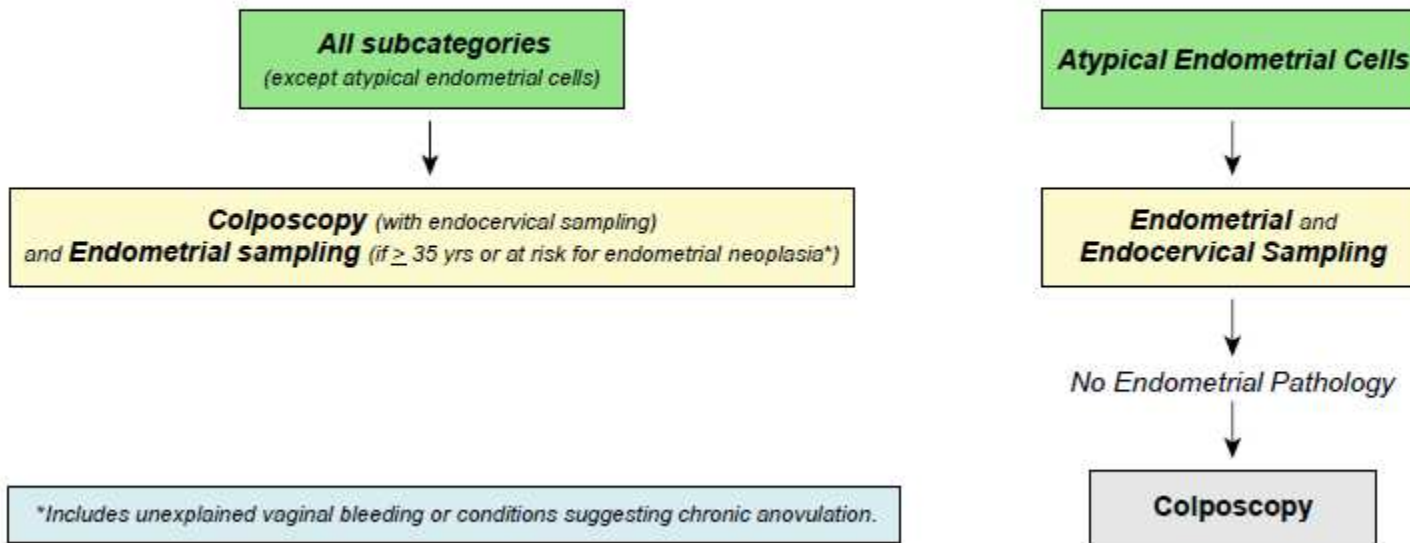 All subcategories
(except atypical endometrial cells)
Colposcopy (with endocervical sampling)
and Endometrial sampling (if ≥ 35 yrs or at risk for endometrial neoplasia*)
*Includes unexplained vaginal bleeding or conditions suggesting chronic anovulation.
Atypical Endometrial Cells
Endometrial and
Endocervical Sampling
No Endometrial Pathology
Colposcopy